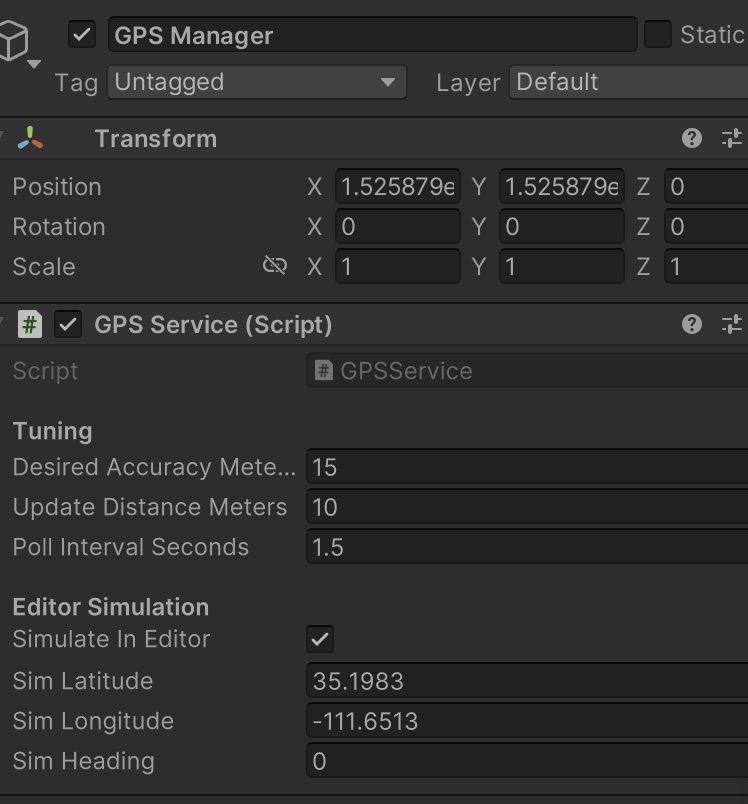 GPS Manager Static
Tag Untagged Layer Default
Transform
Position X 1.525879e Y 1.525879e Z 0
Rotation X 0 Y 0 Z 0
Scale X 1 Y 1 Z 1
# GPS Service (Script)
Script # GPSService
Tuning
Desired Accuracy Mete... 15
Update Distance Meters 10
Poll Interval Seconds 1.5
Editor Simulation
Simulate In Editor
Sim Latitude 35.1983
Sim Longitude -111.6513
Sim Heading 0